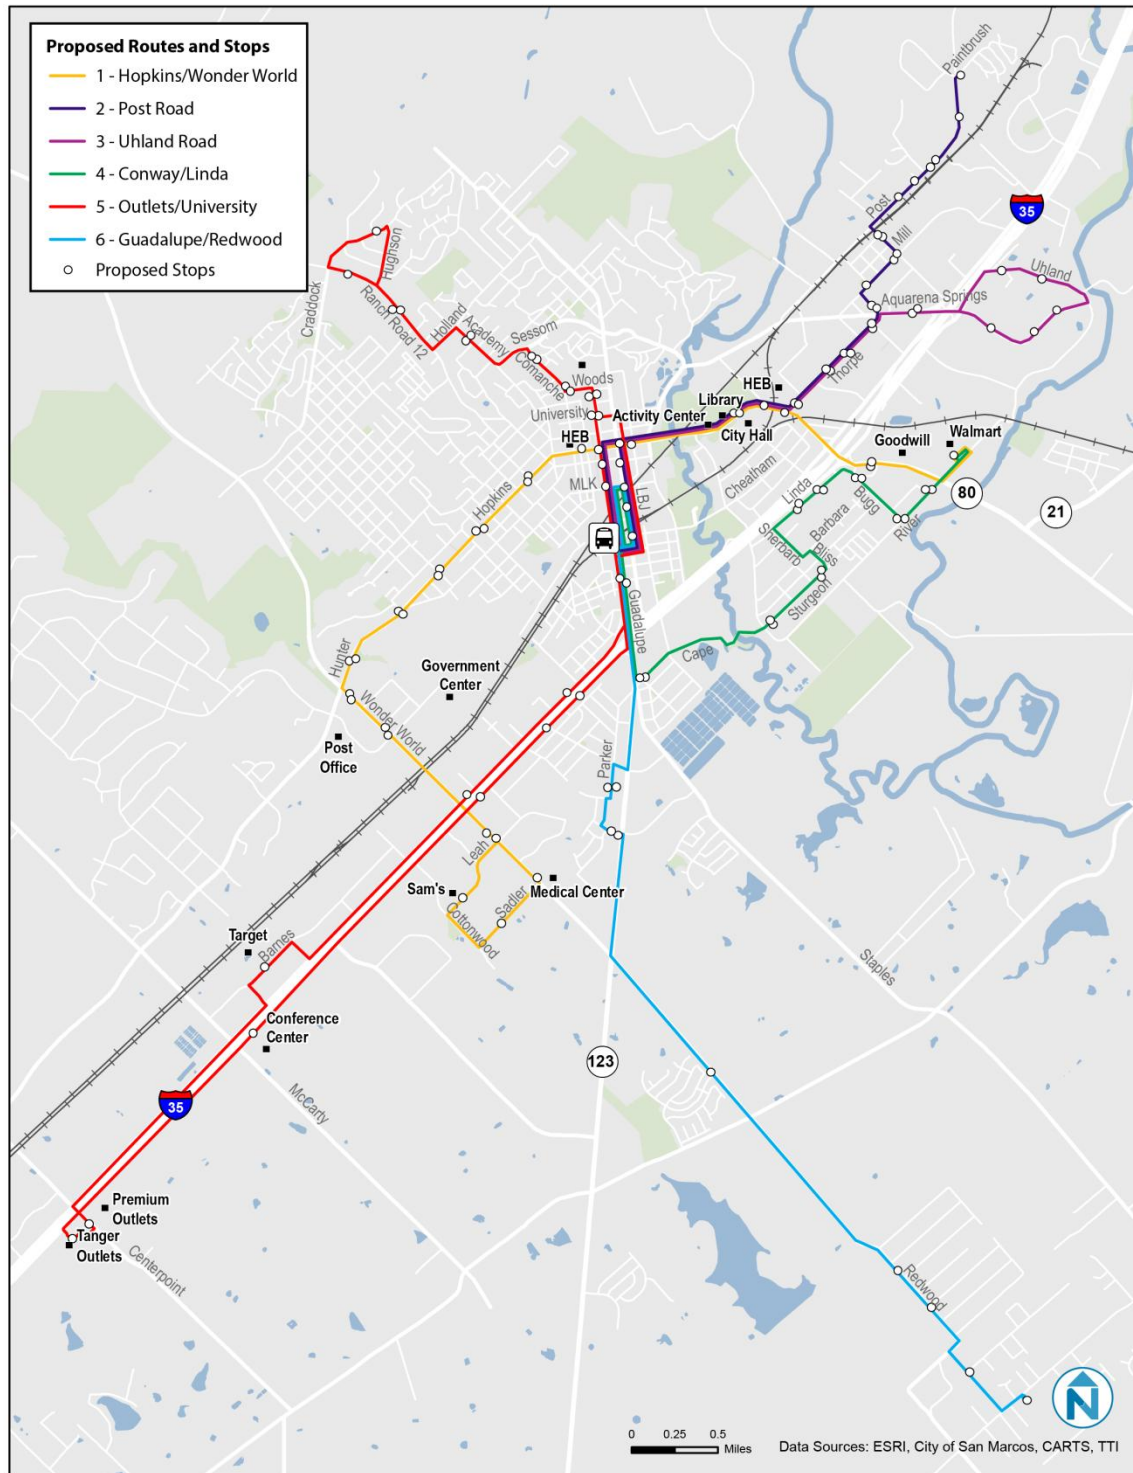 Proposed Routes and Stops
1 - Hopkins/Wonder World
2 - Post Road
3 - Uhland Road
4 - Conway/Linda
5 - Outlets/University
6 - Guadalupe/Redwood
Proposed Stops
Paintbrush
35
Post
Mill
Uhland
Aquarena Springs
Hughson
Craddock
Ranch Road 12
Holland
Academy
Sessom
Comanche
Woods
University
Thorpe
HEB
Library
Activity Center
City Hall
HEB
Goodwill
Walmart
Cheatham
MLK
LBJ
Hopkins
80
21
Linda
Bugg
Barbara
River
Sherbarb
Bliss
Sturgeon
Guadalupe
Cape
Hunter
Government
Center
Wonder World
Post
Office
Parker
Leah
Sam's
Medical Center
Sadler
Cottonwood
Target
Barnes
Staples
Conference
Center
123
McCarty
35
Premium
Outlets
Tanger
Outlets
Centerpoint
Redwood
N
0 0.25 0.5
Miles
Data Sources: ESRI, City of San Marcos, CARTS, TTI